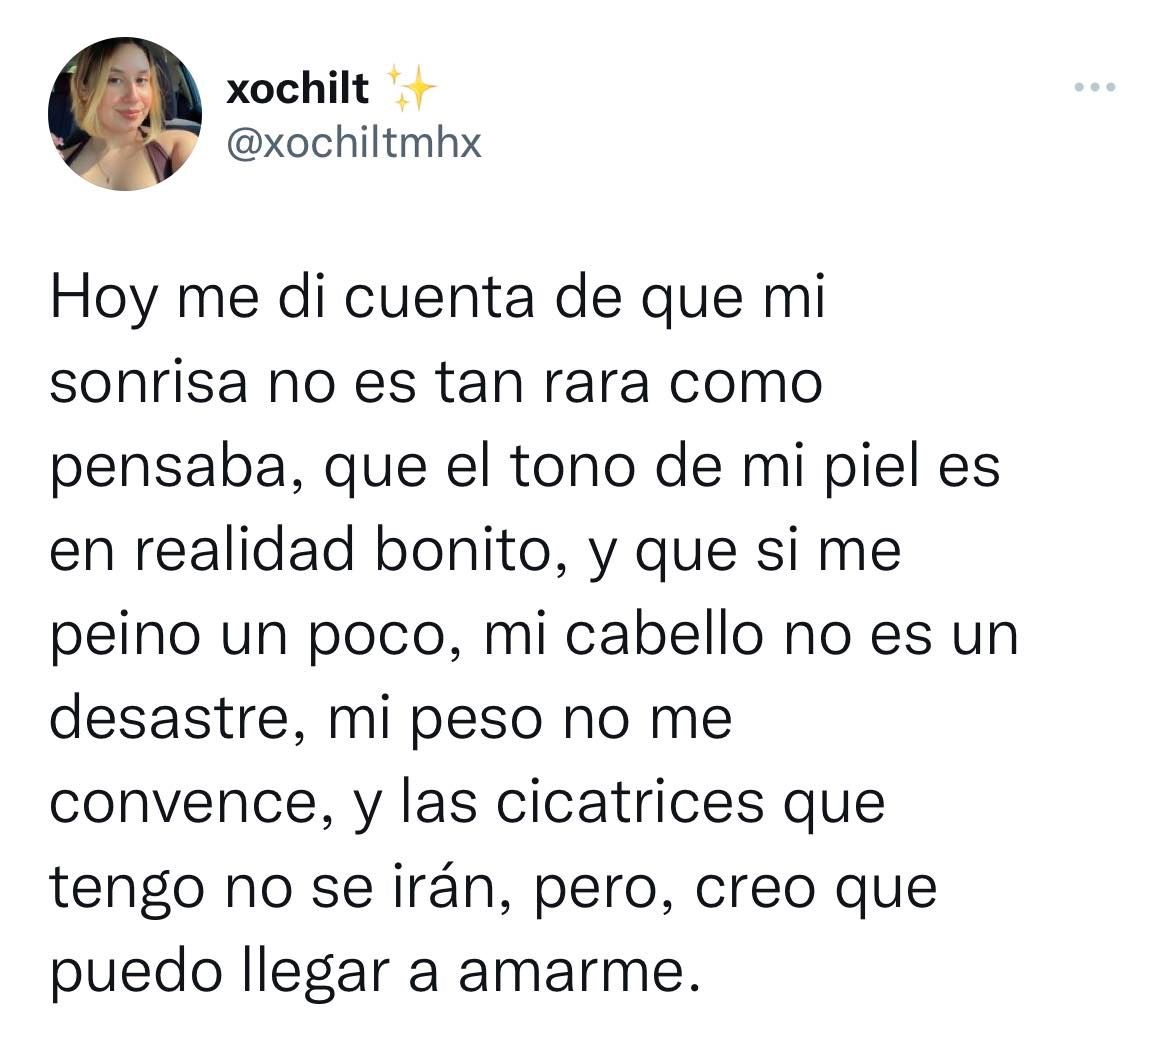 xochilt ✨
@xochiltmhx
Hoy me di cuenta de que mi
sonrisa no es tan rara como
pensaba, que el tono de mi piel es
en realidad bonito, y que si me
peino un poco, mi cabello no es un
desastre, mi peso no me
convence, y las cicatrices que
tengo no se irán, pero, creo que
puedo llegar a amarme.